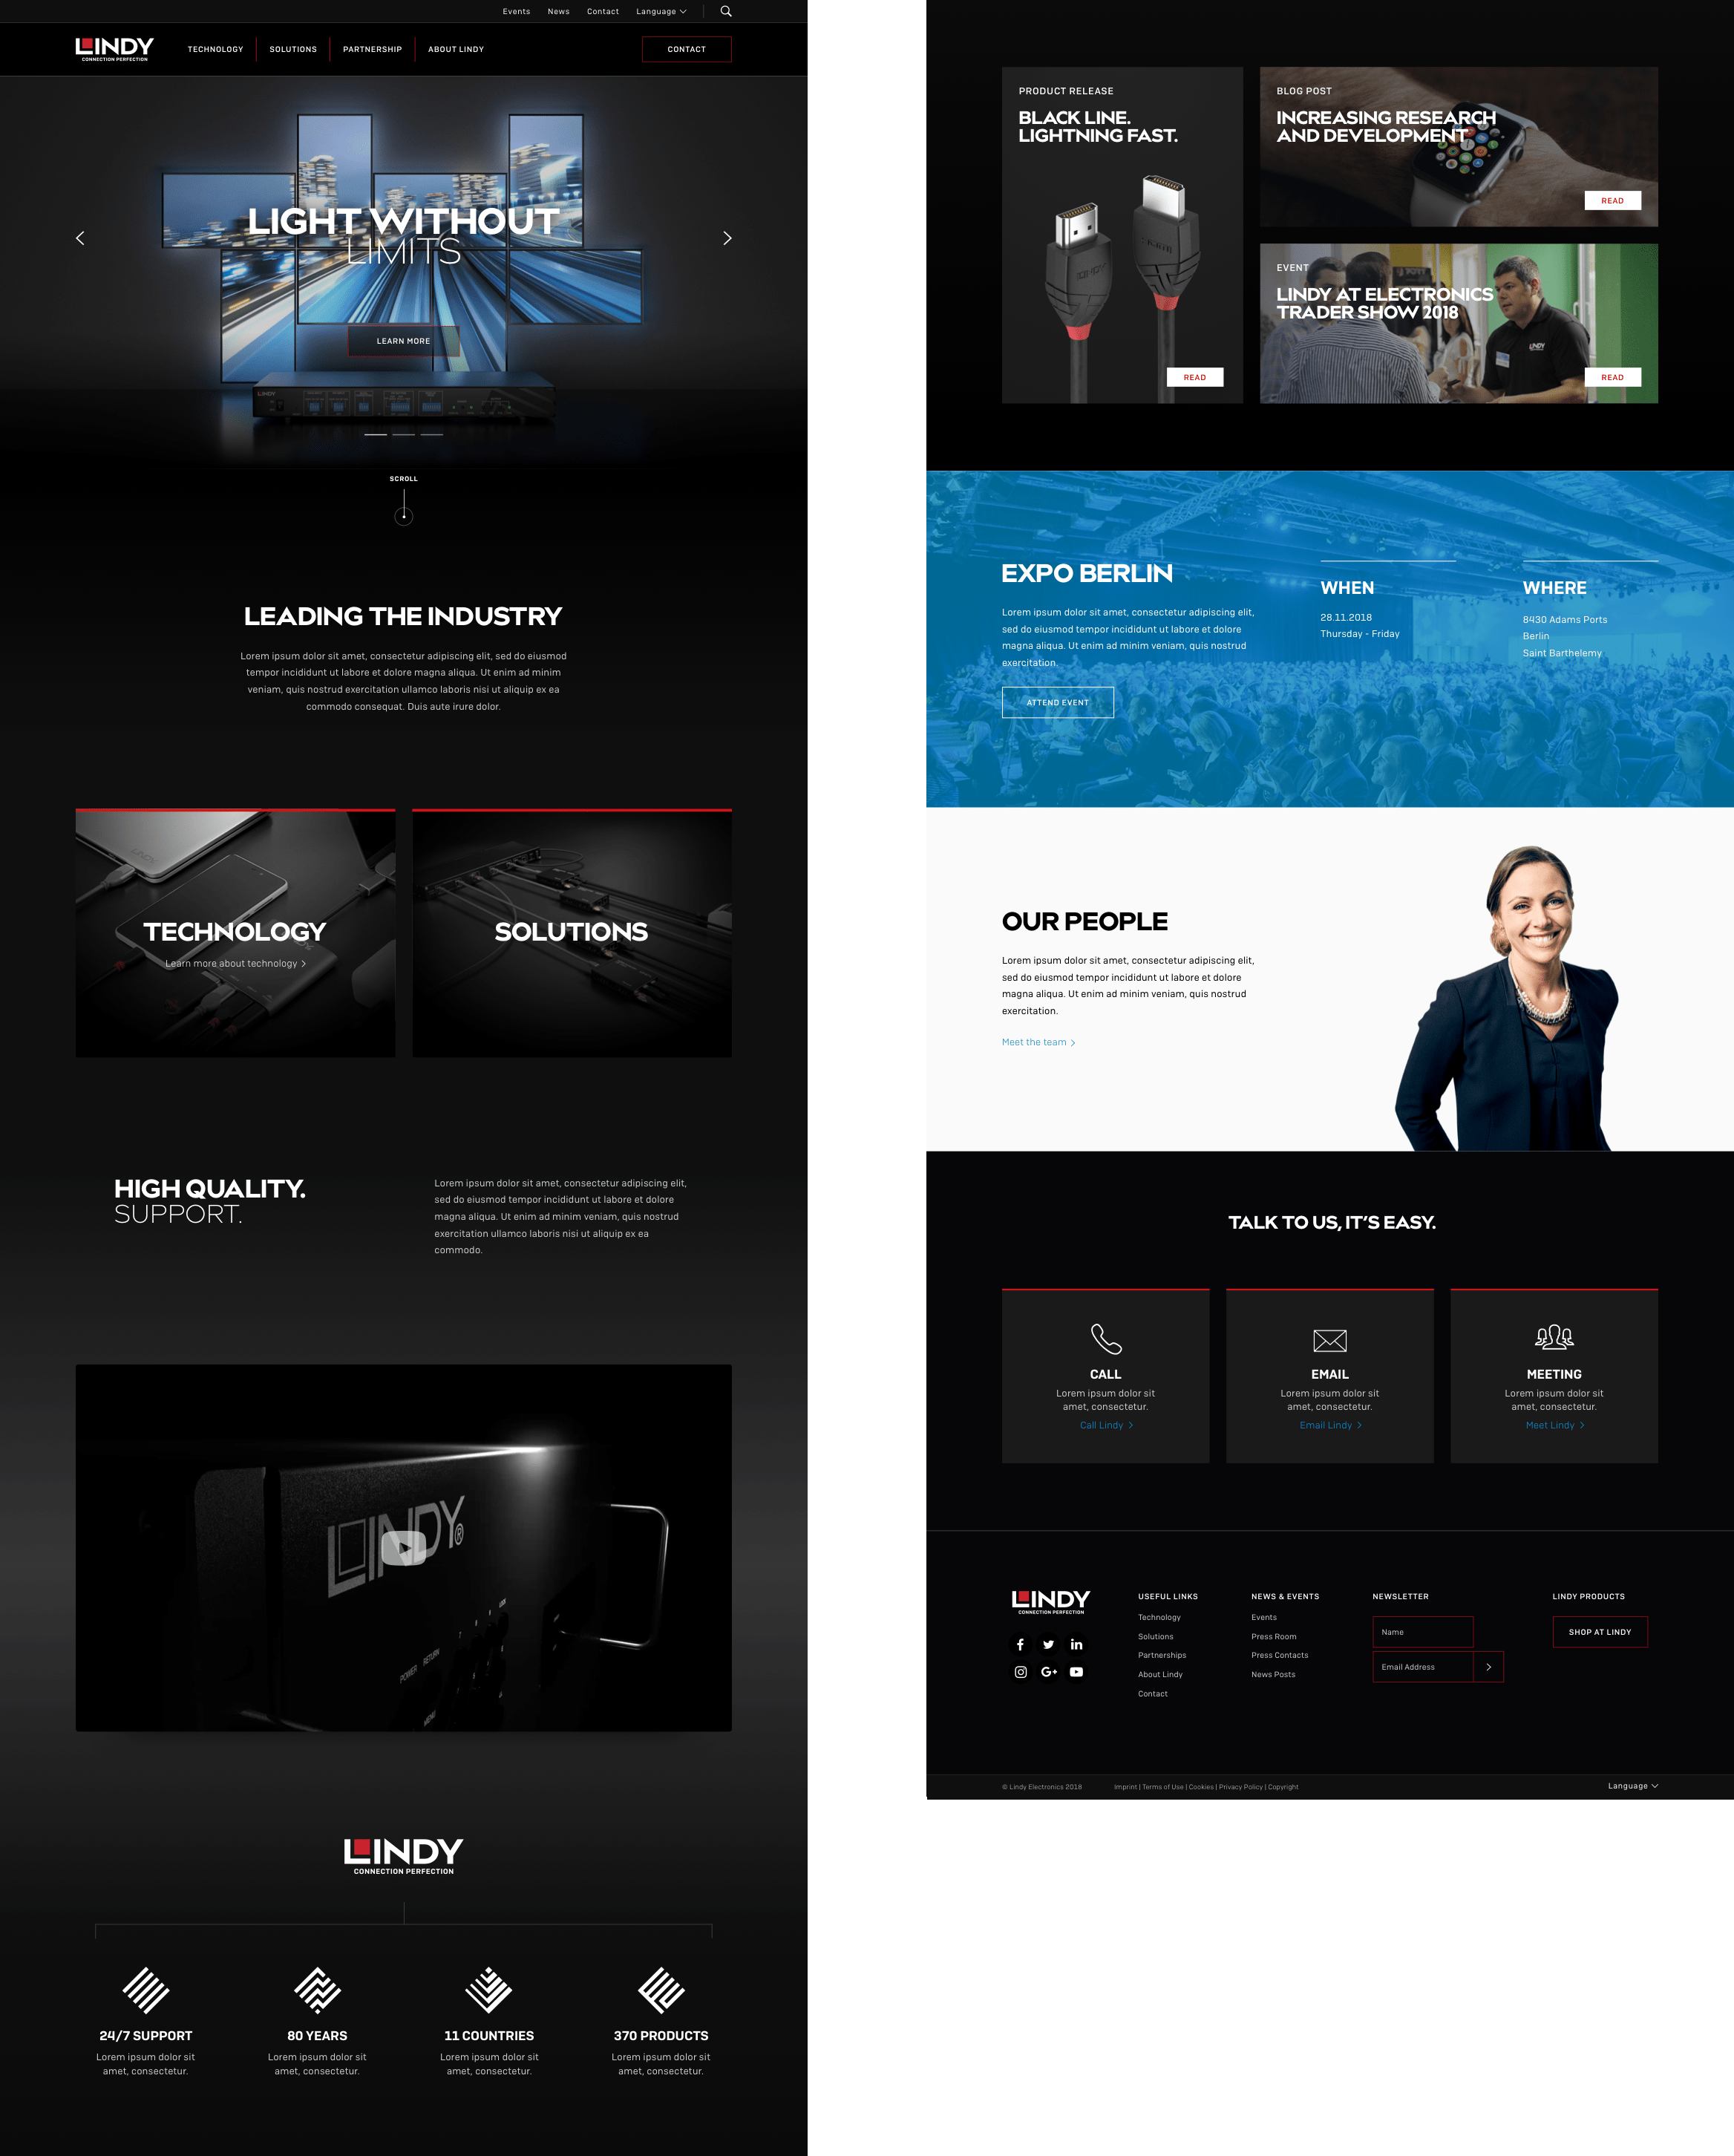 Events News Contact Language
LINDY
CONNECTION PERFECTION
TECHNOLOGY SOLUTIONS PARTNERSHIP ABOUT LINDY
CONTACT
LIGHT WITHOUT
LIMITS
LEARN MORE
LINDY
SCROLL
LEADING THE INDUSTRY
Lorem ipsum dolor sit amet, consectetur adipiscing elit, sed do eiusmod
tempor incididunt ut labore et dolore magna aliqua. Ut enim ad minim
veniam, quis nostrud exercitation ullamco laboris nisi ut aliquip ex ea
commodo consequat. Duis aute irure dolor.
LINDY
TECHNOLOGY
Learn more about technology
SOLUTIONS
HIGH QUALITY.
SUPPORT.
Lorem ipsum dolor sit amet, consectetur adipiscing elit,
sed do eiusmod tempor incididunt ut labore et dolore
magna aliqua. Ut enim ad minim veniam, quis nostrud
exercitation ullamco laboris nisi ut aliquip ex ea
commodo.
LINDY®
POWER RETURN
MENU
LINDY
CONNECTION PERFECTION
24/7 SUPPORT
Lorem ipsum dolor sit
amet, consectetur.
80 YEARS
Lorem ipsum dolor sit
amet, consectetur.
11 COUNTRIES
Lorem ipsum dolor sit
amet, consectetur.
370 PRODUCTS
Lorem ipsum dolor sit
amet, consectetur.
PRODUCT RELEASE
BLACK LINE.
LIGHTNING FAST.
LINDY
HDMI
READ
BLOG POST
INCREASING RESEARCH
AND DEVELOPMENT
READ
EVENT
LINDY AT ELECTRONICS
TRADER SHOW 2018
LINDY
READ
EXPO BERLIN
Lorem ipsum dolor sit amet, consectetur adipiscing elit,
sed do eiusmod tempor incididunt ut labore et dolore
magna aliqua. Ut enim ad minim veniam, quis nostrud
exercitation.
ATTEND EVENT
WHEN
28.11.2018
Thursday - Friday
WHERE
8430 Adams Ports
Berlin
Saint Barthelemy
OUR PEOPLE
Lorem ipsum dolor sit amet, consectetur adipiscing elit,
sed do eiusmod tempor incididunt ut labore et dolore
magna aliqua. Ut enim ad minim veniam, quis nostrud
exercitation.
Meet the team
TALK TO US, IT'S EASY.
CALL
Lorem ipsum dolor sit
amet, consectetur.
Call Lindy
EMAIL
Lorem ipsum dolor sit
amet, consectetur.
Email Lindy
MEETING
Lorem ipsum dolor sit
amet, consectetur.
Meet Lindy
LINDY
CONNECTION PERFECTION
USEFUL LINKS
Technology
Solutions
Partnerships
About Lindy
Contact
NEWS & EVENTS
Events
Press Room
Press Contacts
News Posts
NEWSLETTER
Name
Email Address
LINDY PRODUCTS
SHOP AT LINDY
© Lindy Electronics 2018
Imprint | Terms of Use | Cookies | Privacy Policy | Copyright
Language